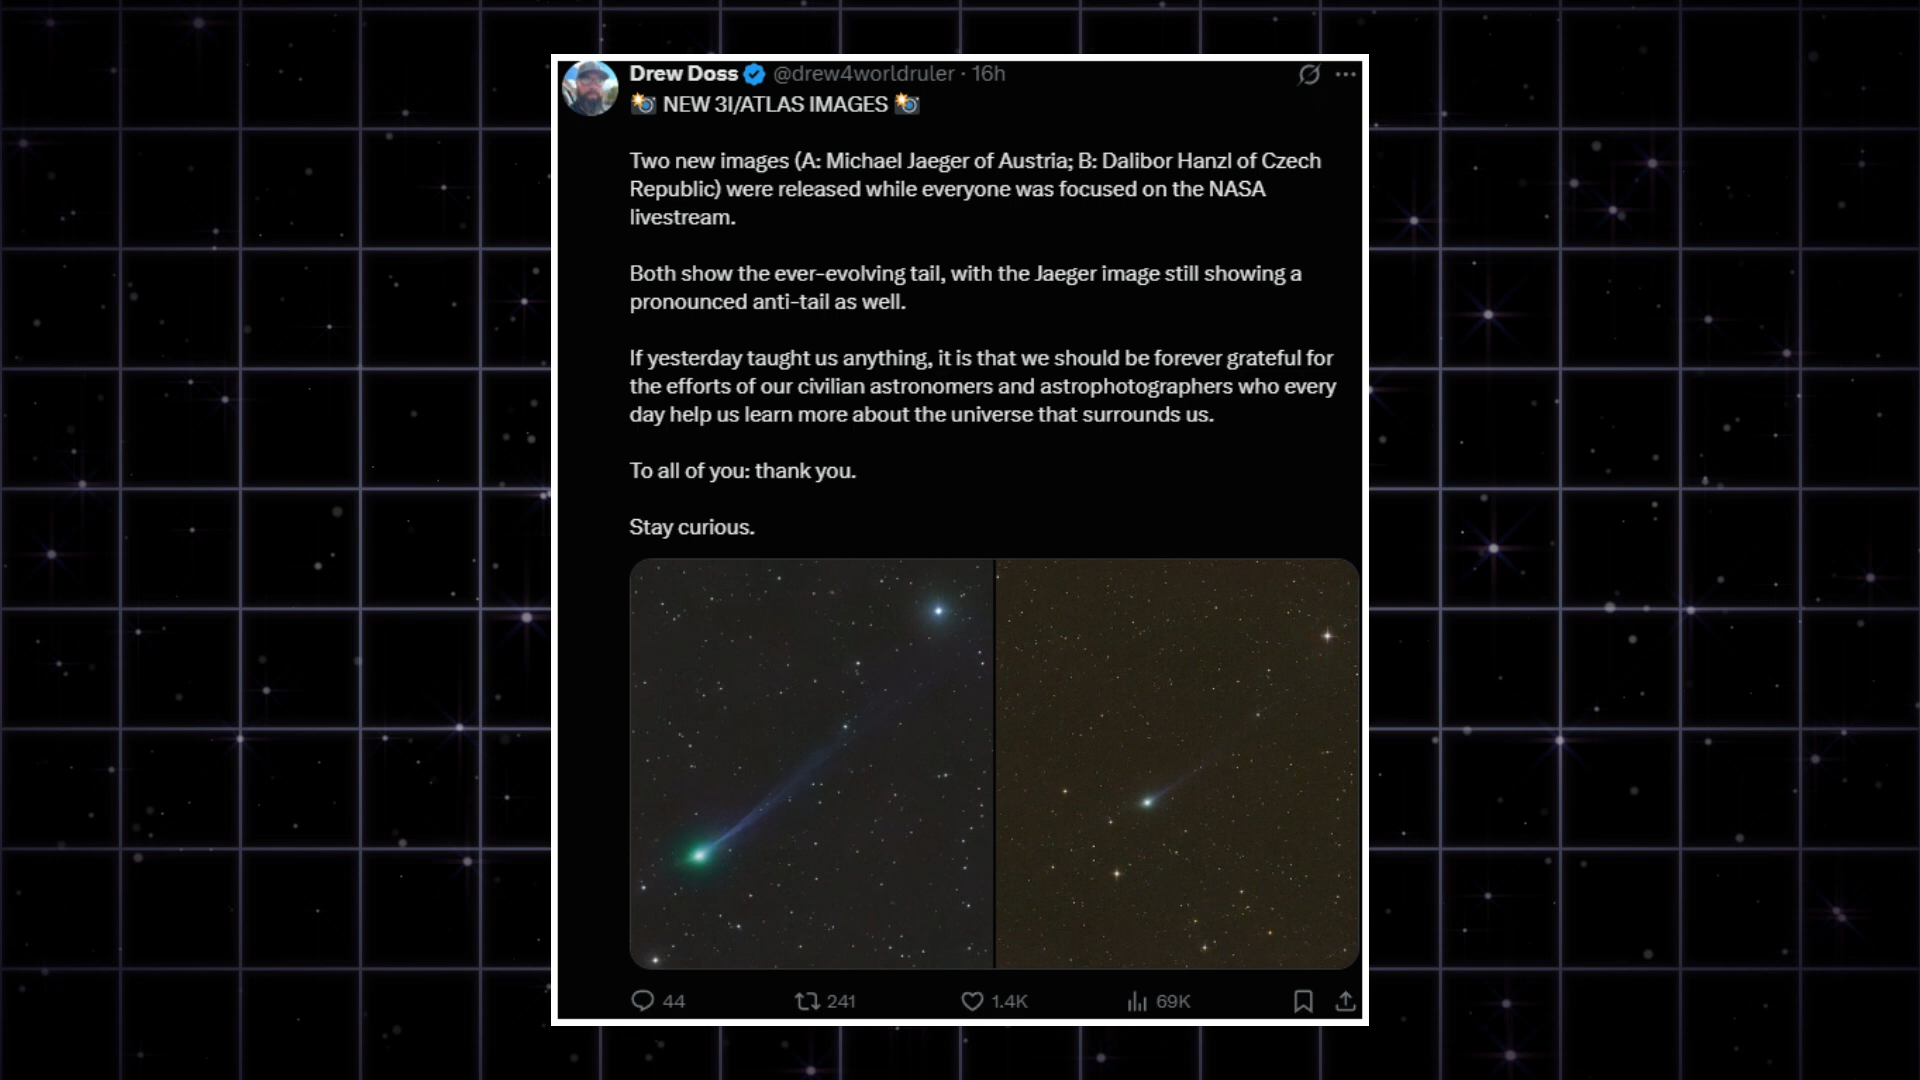 Drew Doss @drew4worldruler · 16h
📸 NEW 3I/ATLAS IMAGES 📸
Two new images (A: Michael Jaeger of Austria; B: Dalibor Hanzl of Czech
Republic) were released while everyone was focused on the NASA
livestream.
Both show the ever-evolving tail, with the Jaeger image still showing a
pronounced anti-tail as well.
If yesterday taught us anything, it is that we should be forever grateful for
the efforts of our civilian astronomers and astrophotographers who every
day help us learn more about the universe that surrounds us.
To all of you: thank you.
Stay curious.
44 241 1.4K 69K